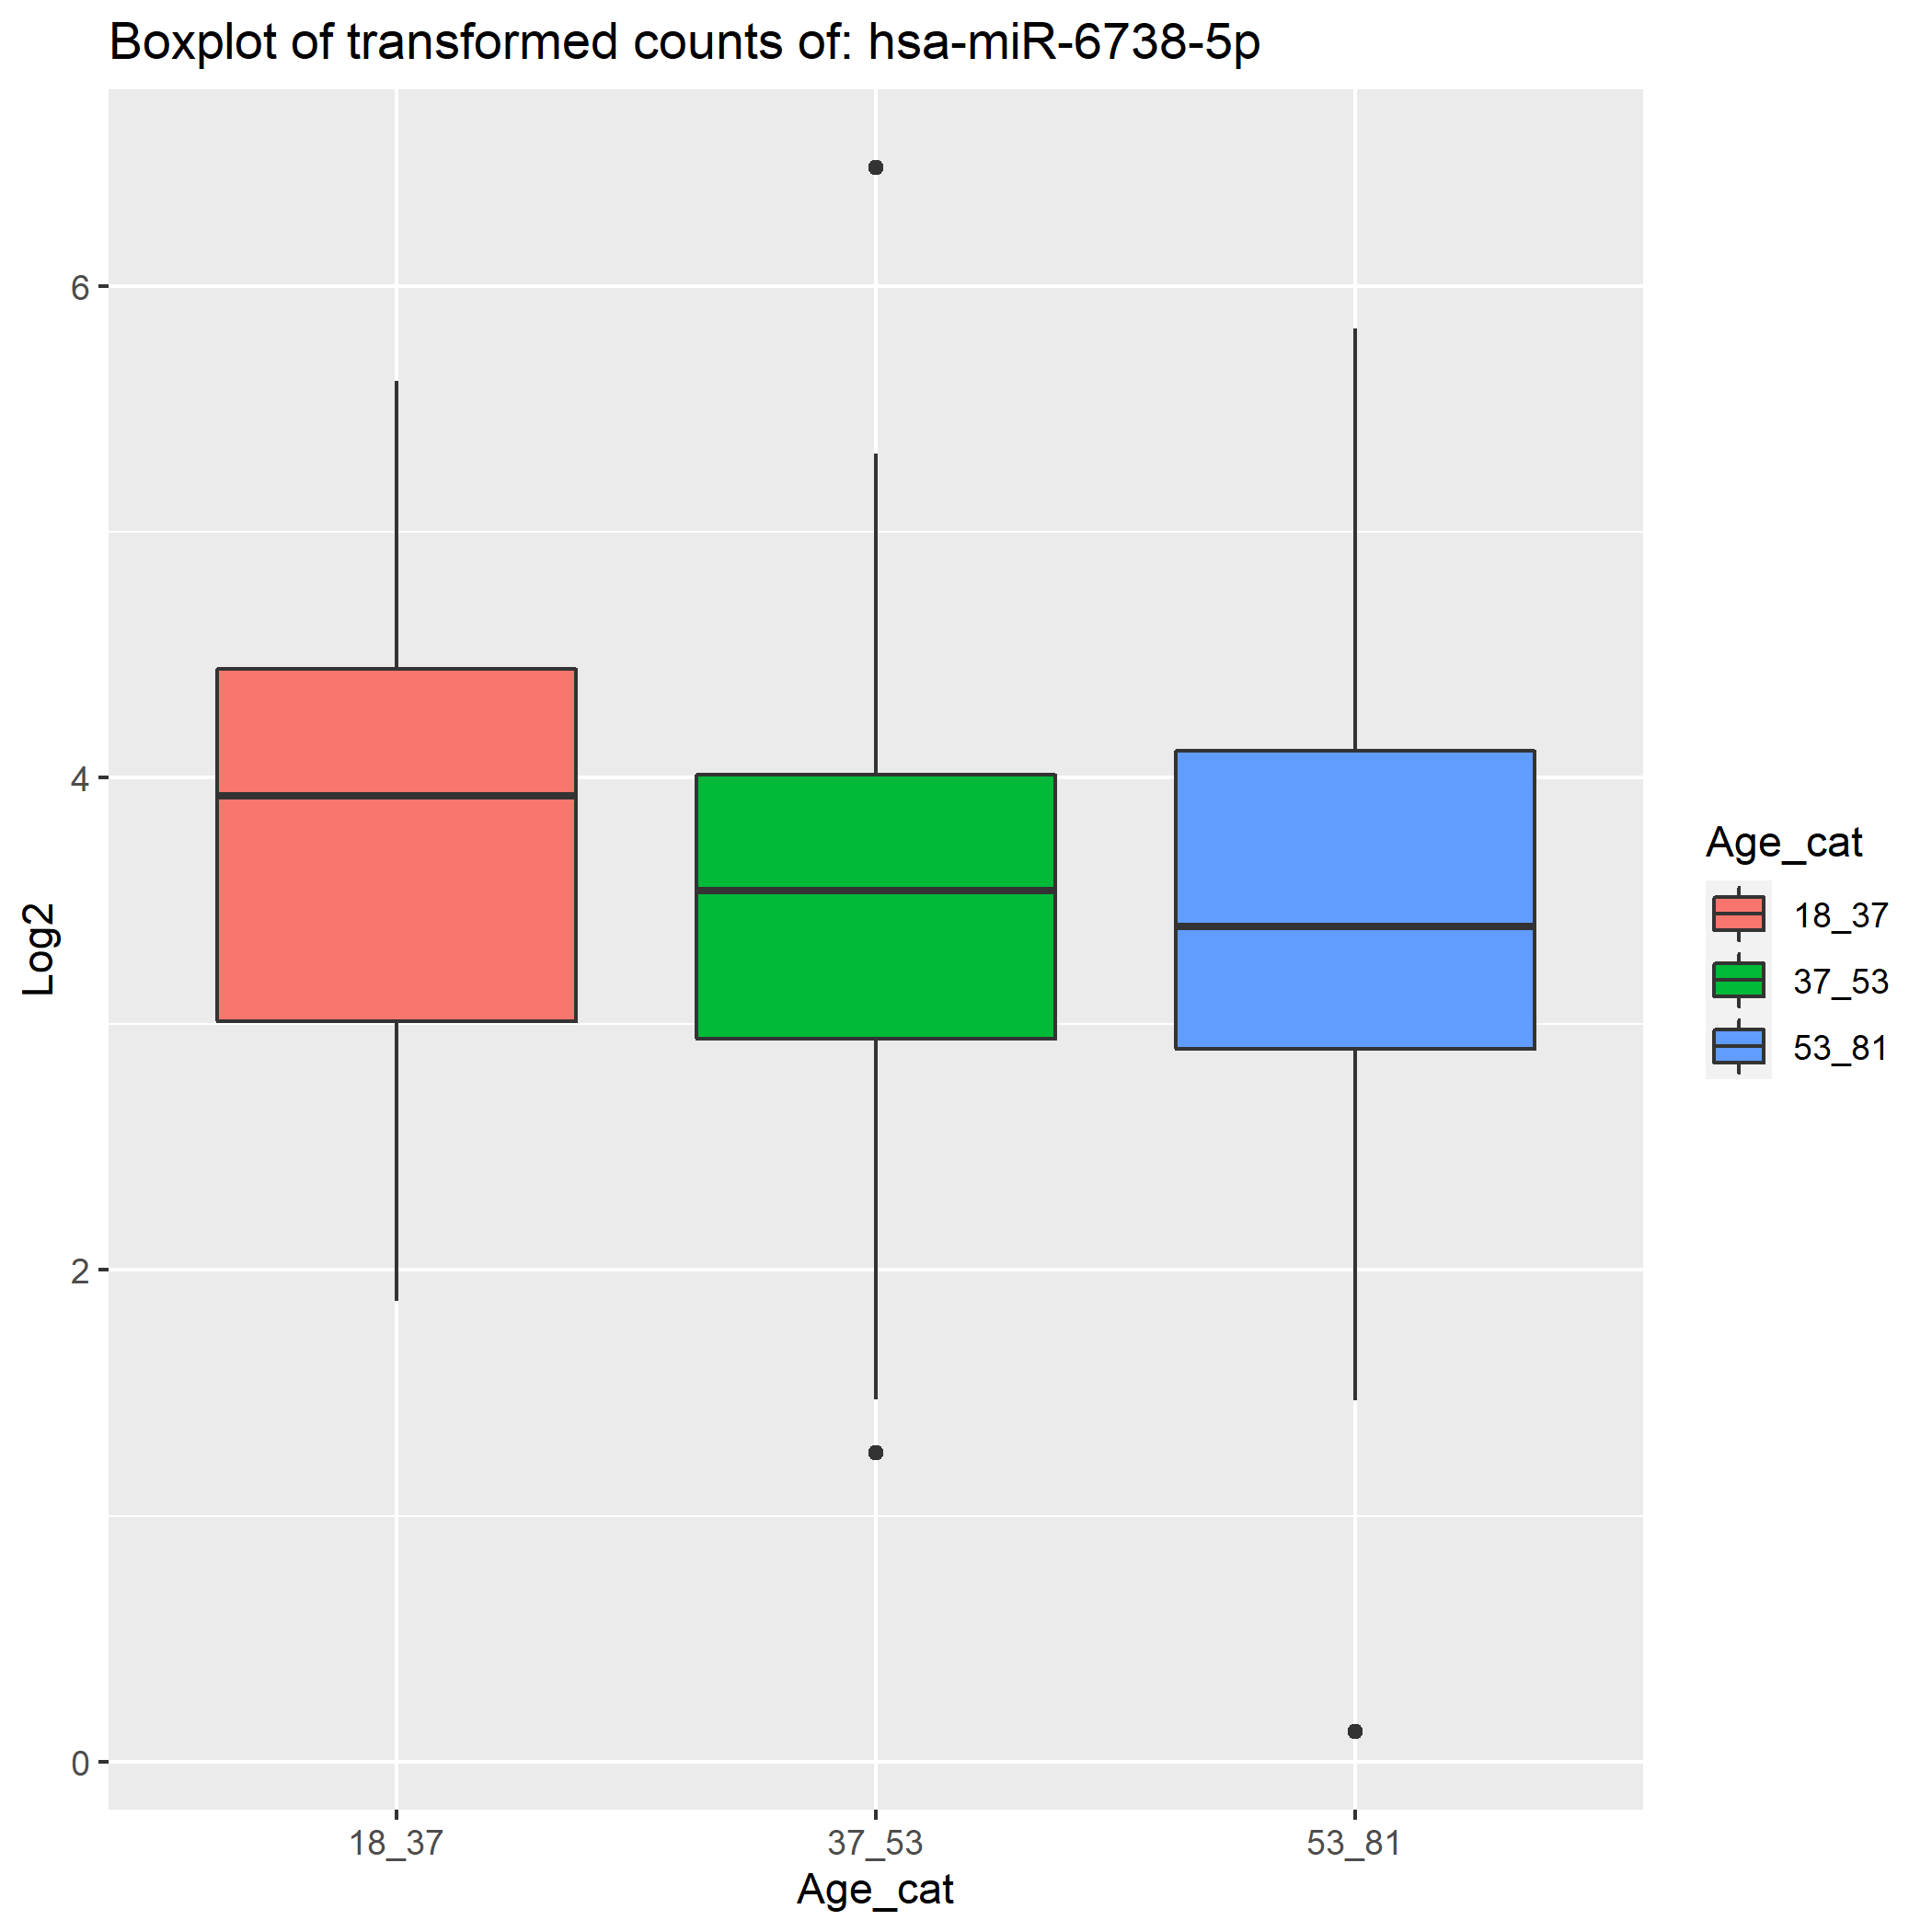 Boxplot of transformed counts of: hsa-miR-6738-5p
6
4
2
0
Log2
18_37
37_53
53_81
Age_cat
Age_cat
18_37
37_53
53_81